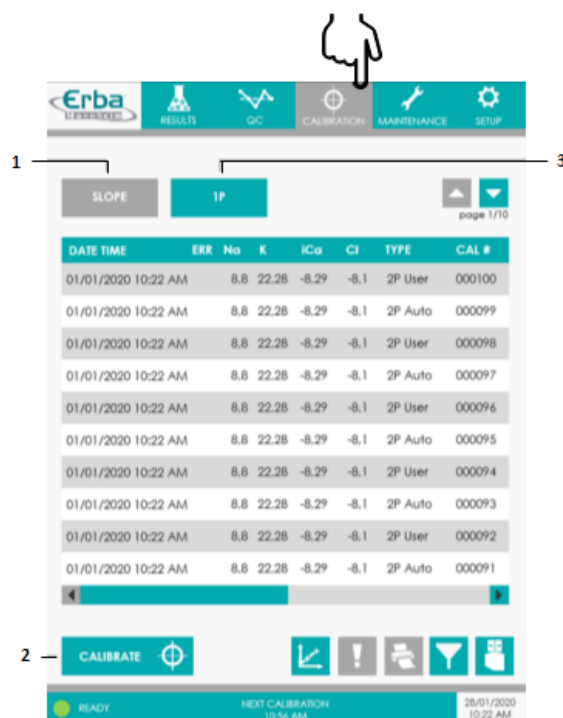 Erba
Mannheim
RESULTS QC CALIBRATION MAINTENANCE SETUP
1 3
SLOPE 1P
page 1/10
DATE TIME ERR Na K iCa Cl TYPE CAL #
01/01/2020 10:22 AM 8,8 22,28 -8,29 -8,1 2P User 000100
01/01/2020 10:22 AM 8,8 22,28 -8,29 -8,1 2P Auto 000099
01/01/2020 10:22 AM 8,8 22,28 -8,29 -8,1 2P User 000098
01/01/2020 10:22 AM 8,8 22,28 -8,29 -8,1 2P Auto 000097
01/01/2020 10:22 AM 8,8 22,28 -8,29 -8,1 2P User 000096
01/01/2020 10:22 AM 8,8 22,28 -8,29 -8,1 2P Auto 000095
01/01/2020 10:22 AM 8,8 22,28 -8,29 -8,1 2P User 000094
01/01/2020 10:22 AM 8,8 22,28 -8,29 -8,1 2P Auto 000093
01/01/2020 10:22 AM 8,8 22,28 -8,29 -8,1 2P User 000092
01/01/2020 10:22 AM 8,8 22,28 -8,29 -8,1 2P Auto 000091
2 CALIBRATE
READY NEXT CALIBRATION 28/01/2020
10:56 AM 10:22 AM